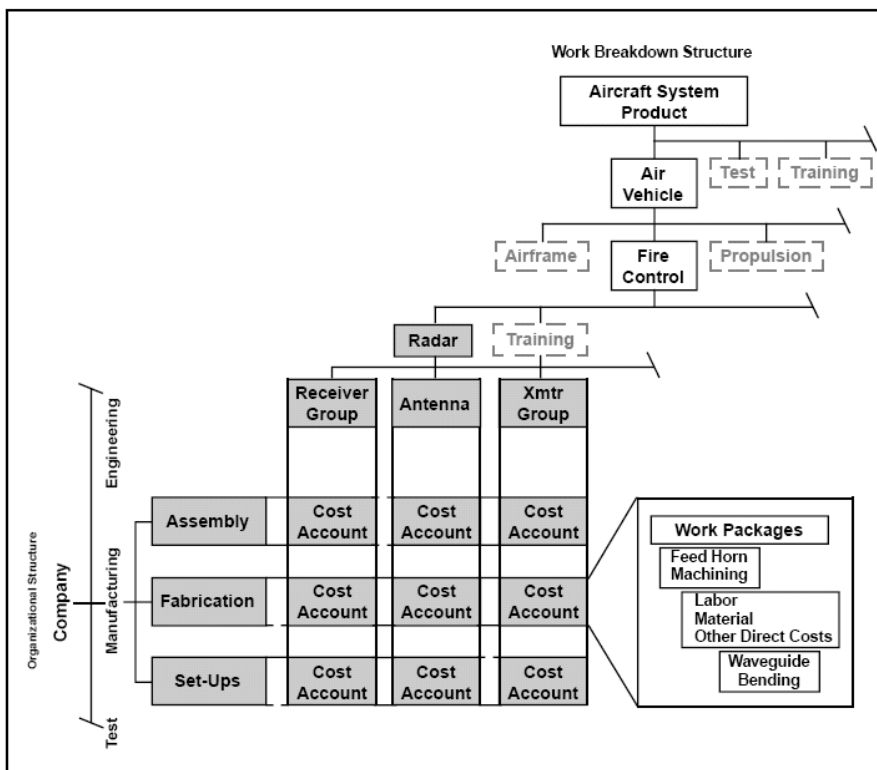 Work Breakdown Structure
Aircraft System
Product
Air
Vehicle
Test
Training
Airframe
Fire
Control
Propulsion
Radar
Training
Receiver
Group
Antenna
Xmtr
Group
Organizational Structure
Company
Engineering
Manufacturing
Test
Assembly
Cost
Account
Cost
Account
Cost
Account
Fabrication
Cost
Account
Cost
Account
Cost
Account
Set-Ups
Cost
Account
Cost
Account
Cost
Account
Work Packages
Feed Horn
Machining
Labor
Material
Other Direct Costs
Waveguide
Bending